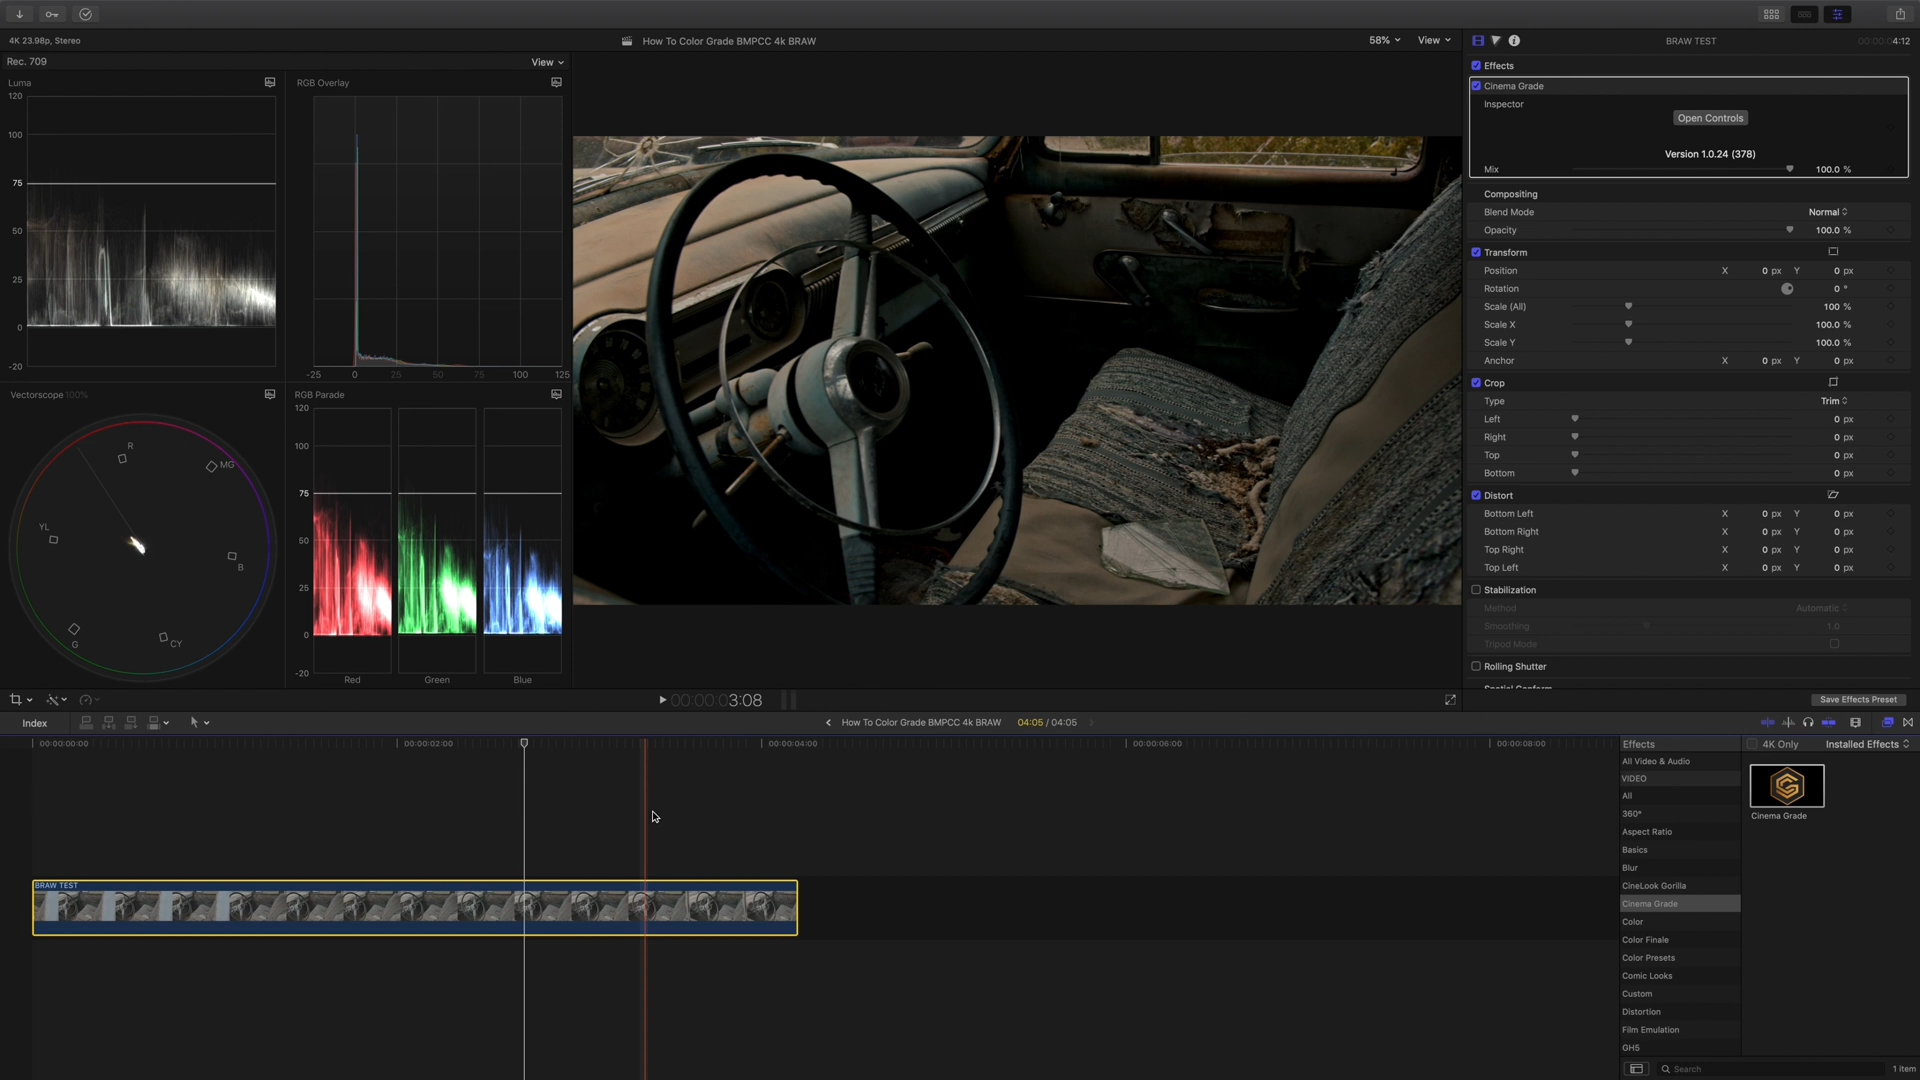 4K 23.98p, Stereo
How To Color Grade BMPCC 4k BRAW
58%
View
BRAW TEST
00:00:04:12
Rec. 709
View
Luma
120
100
75
50
25
0
-20
RGB Overlay
-25
0
25
50
75
100
125
Vectorscope 100%
R
MG
B
CY
G
YL
RGB Parade
120
100
75
50
25
0
-20
Red
Green
Blue
Effects
Cinema Grade
Inspector
Open Controls
Version 1.0.24 (378)
Mix 100.0 %
Compositing
Blend Mode Normal
Opacity 100.0 %
Transform
Position X 0 px Y 0 px
Rotation 0 °
Scale (All) 100 %
Scale X 100.0 %
Scale Y 100.0 %
Anchor X 0 px Y 0 px
Crop
Type Trim
Left 0 px
Right 0 px
Top 0 px
Bottom 0 px
Distort
Bottom Left X 0 px Y 0 px
Bottom Right X 0 px Y 0 px
Top Right X 0 px Y 0 px
Top Left X 0 px Y 0 px
Stabilization
Method Automatic
Smoothing 1.0
Tripod Mode
Rolling Shutter
Spatial Conform
Save Effects Preset
00:00:03:08
Index
How To Color Grade BMPCC 4k BRAW
04:05 / 04:05
00:00:00:00
00:00:02:00
00:00:04:00
00:00:06:00
00:00:08:00
BRAW TEST
Effects
4K Only
Installed Effects
All Video & Audio
VIDEO
All
360°
Aspect Ratio
Basics
Blur
CineLook Gorilla
Cinema Grade
Color
Color Finale
Color Presets
Comic Looks
Custom
Distortion
Film Emulation
GH5
Cinema Grade
Search
1 item